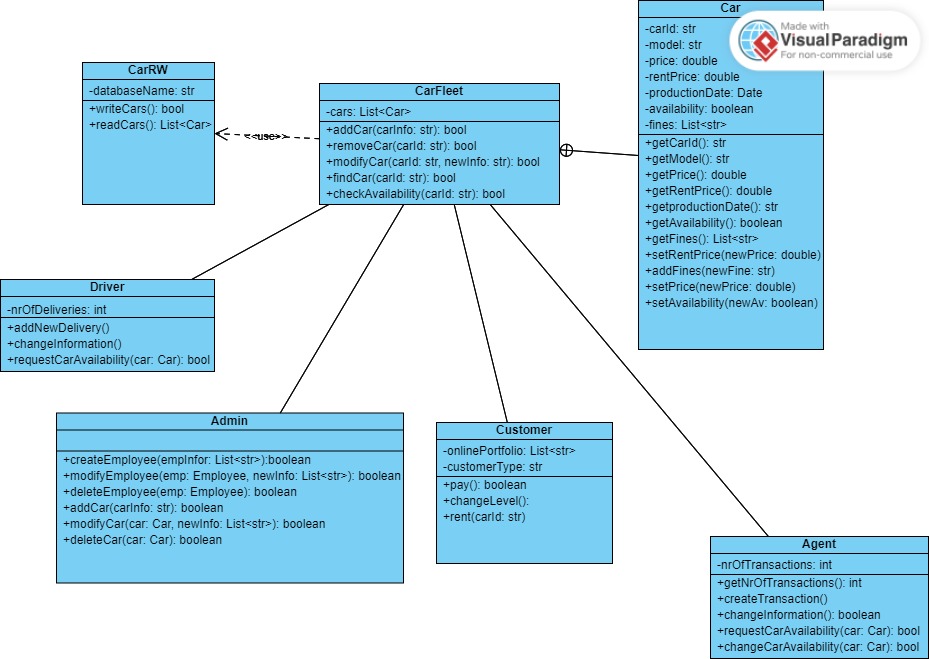 Car
Made with
Visual Paradigm
For non-commercial use
-carId: str
-model: str
-price: double
-rentPrice: double
-productionDate: Date
-availability: boolean
-fines: List<str>
+getCarId(): str
+getModel(): str
+getPrice(): double
+getRentPrice(): double
+getproductionDate(): str
+getAvailability(): boolean
+getFines(): List<str>
+setRentPrice(newPrice: double)
+addFines(newFine: str)
+setPrice(newPrice: double)
+setAvailability(newAv: boolean)
CarRW
-databaseName: str
+writeCars(): bool
+readCars(): List<Car>
<<use>>
CarFleet
-cars: List<Car>
+addCar(carInfo: str): bool
+removeCar(carId: str): bool
+modifyCar(carId: str, newInfo: str): bool
+findCar(carId: str): bool
+checkAvailability(carId: str): bool
Driver
-nrOfDeliveries: int
+addNewDelivery()
+changeInformation()
+requestCarAvailability(car: Car): bool
Admin
+createEmployee(empInfor: List<str>):boolean
+modifyEmployee(emp: Employee, newInfo: List<str>): boolean
+deleteEmployee(emp: Employee): boolean
+addCar(carInfo: str): boolean
+modifyCar(car: Car, newInfo: List<str>): boolean
+deleteCar(car: Car): boolean
Customer
-onlinePortfolio: List<str>
-customerType: str
+pay(): boolean
+changeLevel():
+rent(carId: str)
Agent
-nrOfTransactions: int
+getNrOfTransactions(): int
+createTransaction()
+changeInformation(): boolean
+requestCarAvailability(car: Car): bool
+changeCarAvailability(car: Car): bool